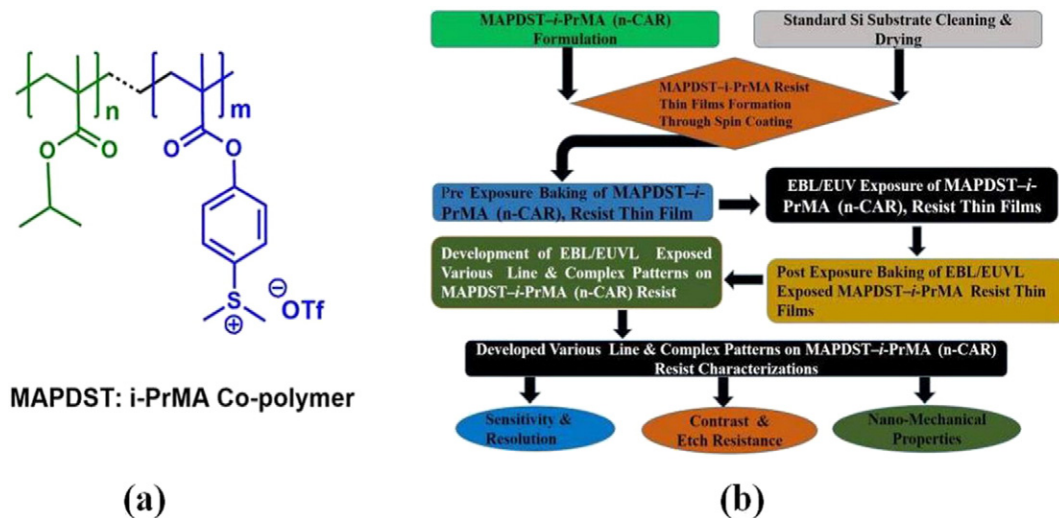 n
m
O
O
O
O
S
⊕
⊖
OTf
MAPDST: i-PrMA Co-polymer
(a)
MAPDST–i-PrMA (n-CAR)
Formulation
Standard Si Substrate Cleaning &
Drying
MAPDST–i-PrMA Resist
Thin Films Formation
Through Spin Coating
Pre Exposure Baking of MAPDST–i-
PrMA (n-CAR), Resist Thin Film
EBL/EUV Exposure of MAPDST–i-
PrMA (n-CAR), Resist Thin Films
Post Exposure Baking of EBL/EUVL
Exposed MAPDST–i-PrMA Resist Thin
Films
Development of EBL/EUVL Exposed
Various Line & Complex Patterns on
MAPDST–i-PrMA (n-CAR) Resist
Developed Various Line & Complex Patterns on MAPDST–i-PrMA (n-CAR)
Resist Characterizations
Sensitivity &
Resolution
Contrast &
Etch Resistance
Nano-Mechanical
Properties
(b)